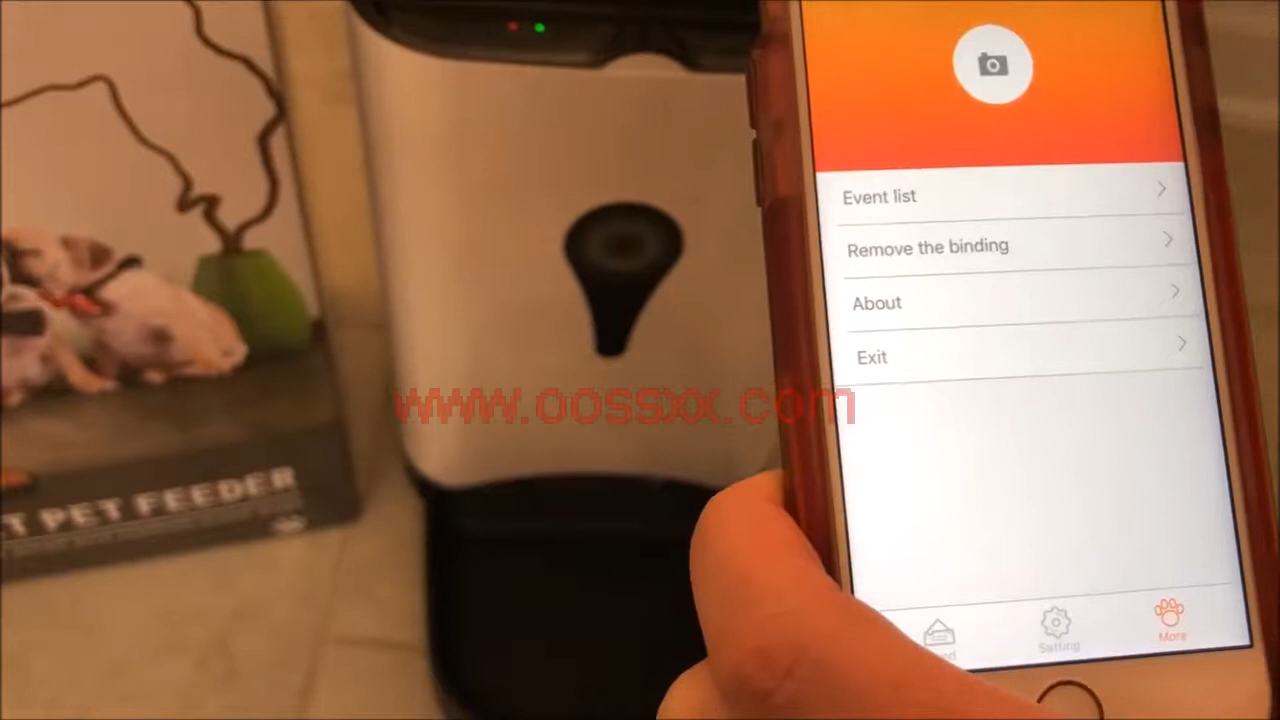 Event list
Remove the binding
About
Exit
www.oossxx.com
T PET FEEDER
Setting
More